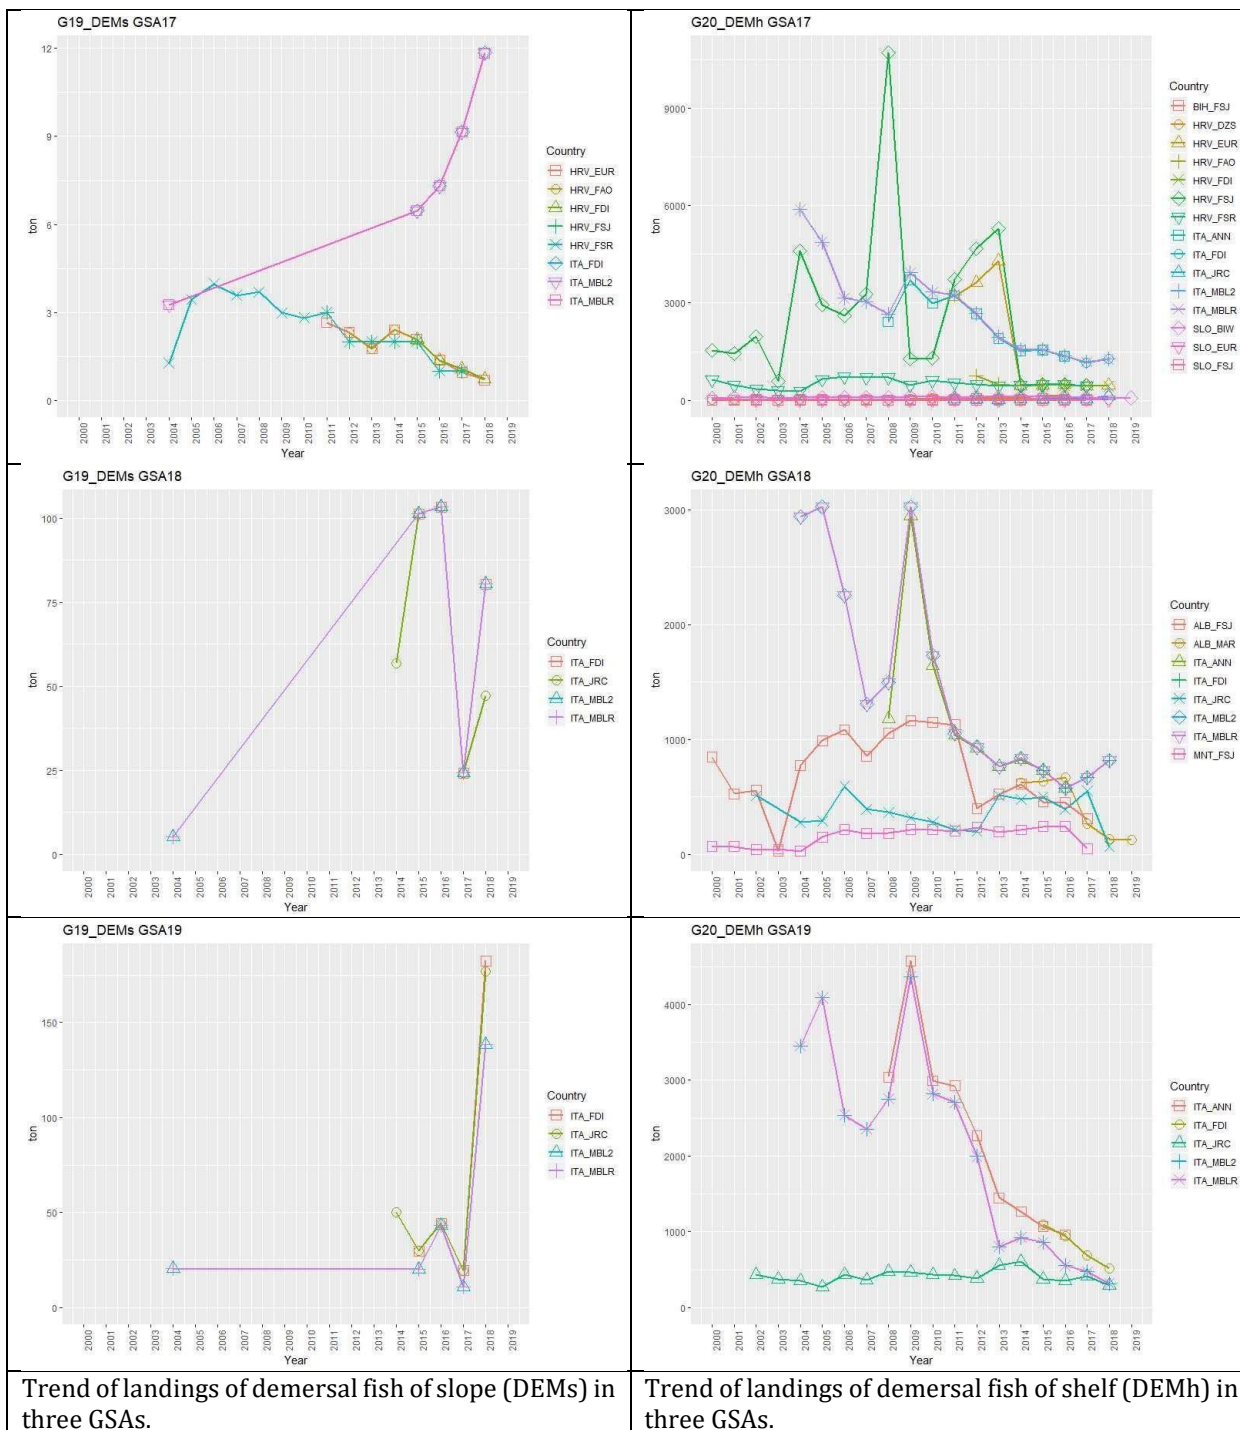 G19_DEMs GSA17
12
9
6
3
0
ton
2000
2001
2002
2003
2004
2005
2006
2007
2008
2009
2010
2011
2012
2013
2014
2015
2016
2017
2018
2019
Year
Country
HRV_EUR
HRV_FAO
HRV_FDI
HRV_FSJ
HRV_FSR
ITA_FDI
ITA_MBL2
ITA_MBLR
G20_DEMh GSA17
9000
6000
3000
0
ton
2000
2001
2002
2003
2004
2005
2006
2007
2008
2009
2010
2011
2012
2013
2014
2015
2016
2017
2018
2019
Year
Country
BIH_FSJ
HRV_DZS
HRV_EUR
HRV_FAO
HRV_FDI
HRV_FSJ
HRV_FSR
ITA_ANN
ITA_FDI
ITA_JRC
ITA_MBL2
ITA_MBLR
SLO_BIW
SLO_EUR
SLO_FSJ
G19_DEMs GSA18
100
75
50
25
0
ton
2000
2001
2002
2003
2004
2005
2006
2007
2008
2009
2010
2011
2012
2013
2014
2015
2016
2017
2018
2019
Year
Country
ITA_FDI
ITA_JRC
ITA_MBL2
ITA_MBLR
G20_DEMh GSA18
3000
2000
1000
0
ton
2000
2001
2002
2003
2004
2005
2006
2007
2008
2009
2010
2011
2012
2013
2014
2015
2016
2017
2018
2019
Year
Country
ALB_FSJ
ALB_MAR
ITA_ANN
ITA_FDI
ITA_JRC
ITA_MBL2
ITA_MBLR
MNT_FSJ
G19_DEMs GSA19
150
100
50
0
ton
2000
2001
2002
2003
2004
2005
2006
2007
2008
2009
2010
2011
2012
2013
2014
2015
2016
2017
2018
2019
Year
Country
ITA_FDI
ITA_JRC
ITA_MBL2
ITA_MBLR
G20_DEMh GSA19
4000
3000
2000
1000
0
ton
2000
2001
2002
2003
2004
2005
2006
2007
2008
2009
2010
2011
2012
2013
2014
2015
2016
2017
2018
2019
Year
Country
ITA_ANN
ITA_FDI
ITA_JRC
ITA_MBL2
ITA_MBLR
Trend of landings of demersal fish of slope (DEMs) in
three GSAs.
Trend of landings of demersal fish of shelf (DEMh) in
three GSAs.